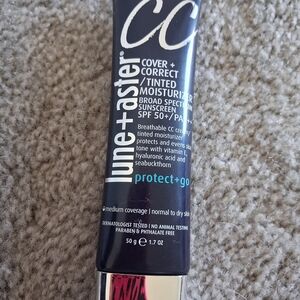 CC
lune+aster®
COVER +
CORRECT
/TINTED
MOISTURIZER
BROAD SPECTRUM
SUNSCREEN
SPF 50+/PA
Breathable CC cream/
tinted moisturizer
protects and evens skin
tone with vitamin
hyaluronic acid and
seabuckthorn
protect+go
medium coverage | normal to dry skin
DERMATOLOGIST TESTED | NO ANIMAL TESTING
PARABEN & PHTHALATE FREE
50 g ℮ 1.7 OZ